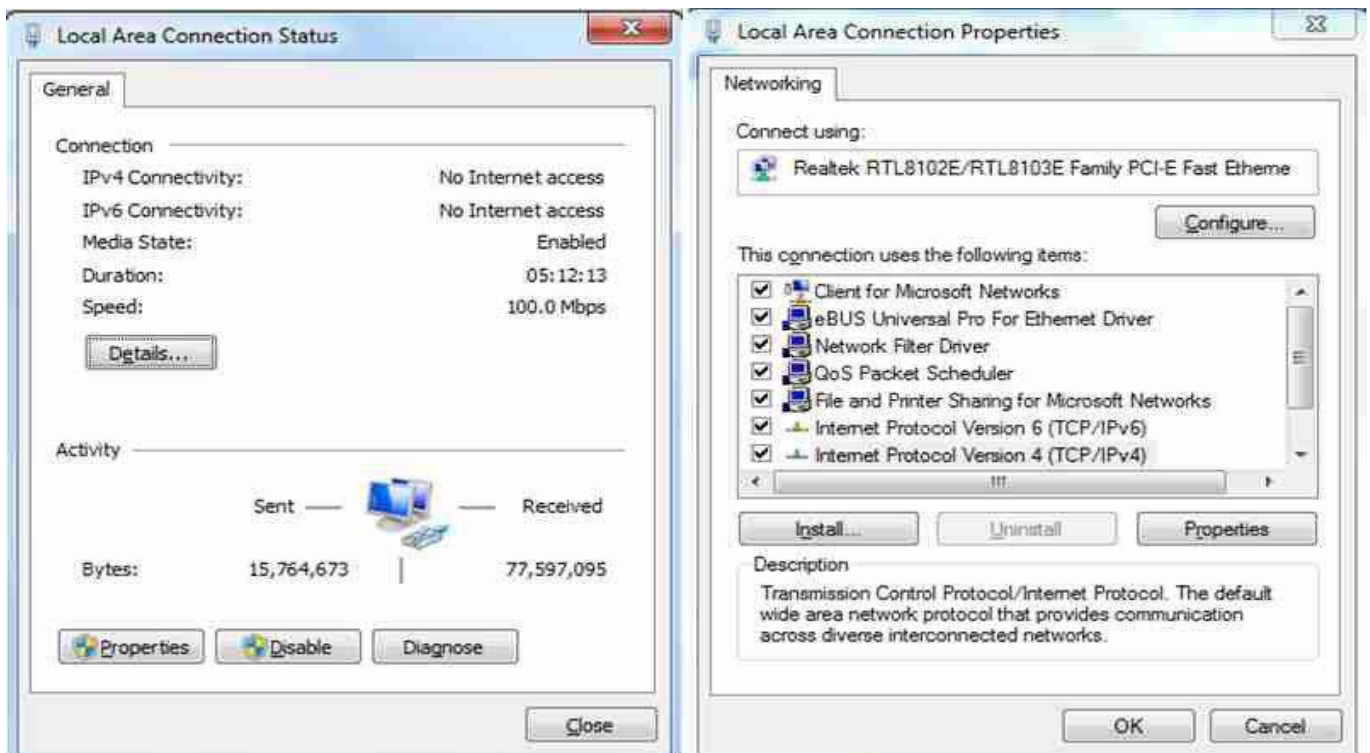 Local Area Connection Status
General
Connection
IPv4 Connectivity: No Internet access
IPv6 Connectivity: No Internet access
Media State: Enabled
Duration: 05:12:13
Speed: 100.0 Mbps
Details...
Activity
Sent Received
Bytes: 15,764,673 77,597,095
Properties Disable Diagnose
Close
Local Area Connection Properties
Networking
Connect using:
Realtek RTL8102E/RTL8103E Family PCI-E Fast Etherne
Configure...
This connection uses the following items:
Client for Microsoft Networks
eBUS Universal Pro For Ethernet Driver
Network Filter Driver
QoS Packet Scheduler
File and Printer Sharing for Microsoft Networks
Internet Protocol Version 6 (TCP/IPv6)
Internet Protocol Version 4 (TCP/IPv4)
Install... Uninstall Properties
Description
Transmission Control Protocol/Internet Protocol. The default
wide area network protocol that provides communication
across diverse interconnected networks.
OK Cancel